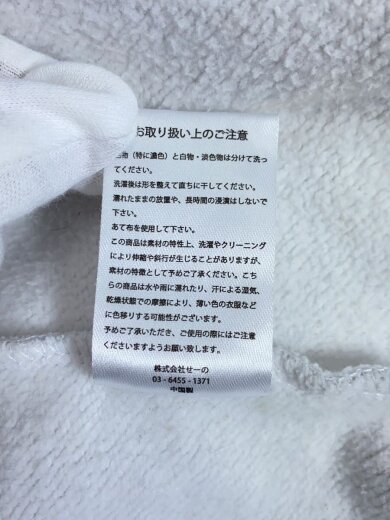 お取り扱い上のご注意
色物（特に濃色）と白物・淡色物は分けて洗っ
てください。
洗濯後は形を整えて直ちに干してください。
濡れたままの放置や、長時間の浸漬はしないで
下さい。
あて布を使用して下さい。
この商品は素材の特性上、洗濯やクリーニング
により伸縮や斜行が生じることがありますが、
素材の特徴として予めご了承ください。こち
らの商品は水や雨に濡れたり、汗による湿気、
乾燥状態での摩擦により、薄い色の衣服など
に色移りする可能性がございます。
予めご了承いただき、ご使用の際にはご注意
くださいますようお願い致します。
株式会社せーの
03-6455-1371
中国製